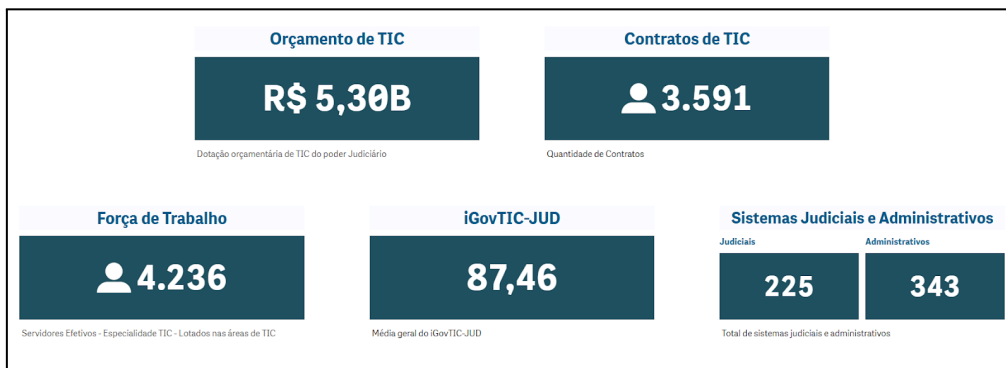 Orçamento de TIC
R$ 5,30B
Dotação orçamentária de TIC do poder Judiciário
Contratos de TIC
3.591
Quantidade de Contratos
Força de Trabalho
4.236
Servidores Efetivos - Especialidade TIC - Lotados nas áreas de TIC
iGovTIC-JUD
87,46
Média geral do iGovTIC-JUD
Sistemas Judiciais e Administrativos
Judiciais
225
Administrativos
343
Total de sistemas judiciais e administrativos